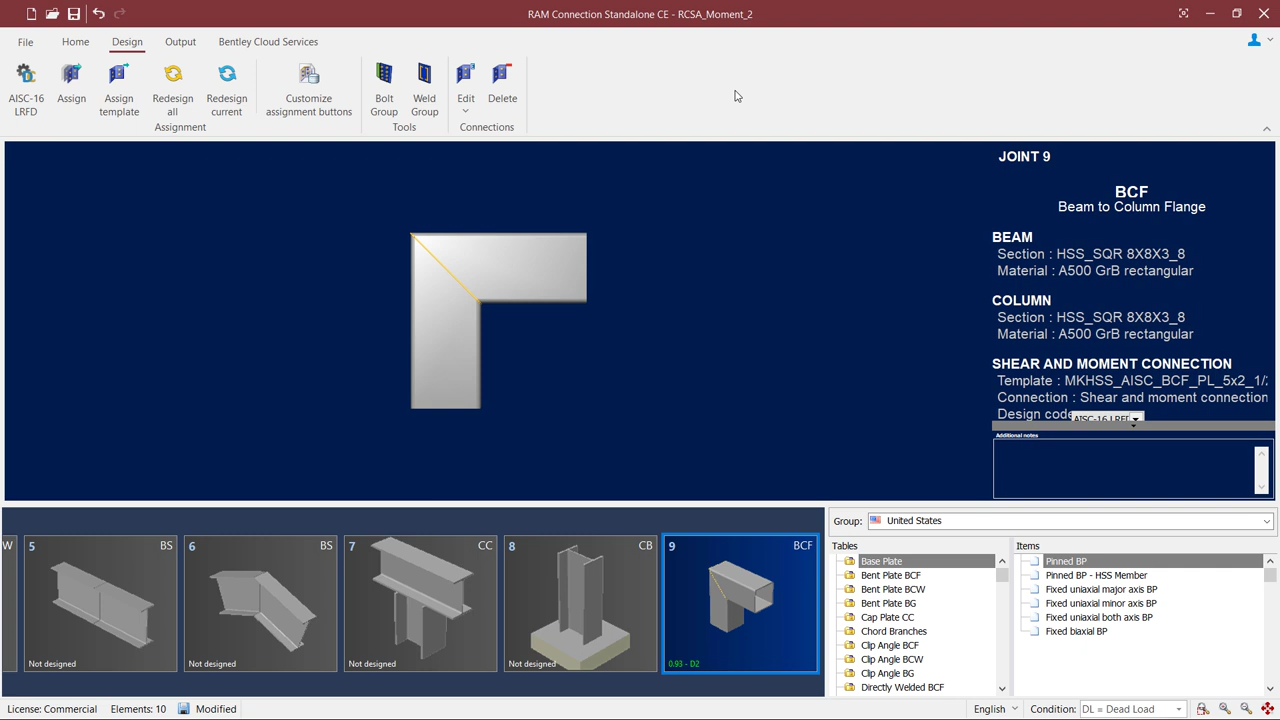 RAM Connection Standalone CE - RCSA_Moment_2
File Home Design Output Bentley Cloud Services
AISC-16 LRFD
Assign
Assign template
Redesign all
Redesign current
Customize assignment buttons
Bolt Group
Weld Group
Edit
Delete
Assignment Tools Connections
JOINT 9
BCF
Beam to Column Flange
BEAM
Section : HSS_SQR 8X8X3_8
Material : A500 GrB rectangular
COLUMN
Section : HSS_SQR 8X8X3_8
Material : A500 GrB rectangular
SHEAR AND MOMENT CONNECTION
Template : MKHSS_AISC_BCF_PL_5x2_1/2
Connection : Shear and moment connection
Design code AISC-16 LRFD
Additional notes
W
5 BS
Not designed
6 BS
Not designed
7 CC
Not designed
8 CB
Not designed
9 BCF
0.93 - D2
Group: United States
Tables
Base Plate
Bent Plate BCF
Bent Plate BCW
Bent Plate BG
Cap Plate CC
Chord Branches
Clip Angle BCF
Clip Angle BCW
Clip Angle BG
Directly Welded BCF
Items
Pinned BP
Pinned BP - HSS Member
Fixed uniaxial major axis BP
Fixed uniaxial minor axis BP
Fixed uniaxial both axis BP
Fixed biaxial BP
License: Commercial Elements: 10 Modified English Condition: DL = Dead Load